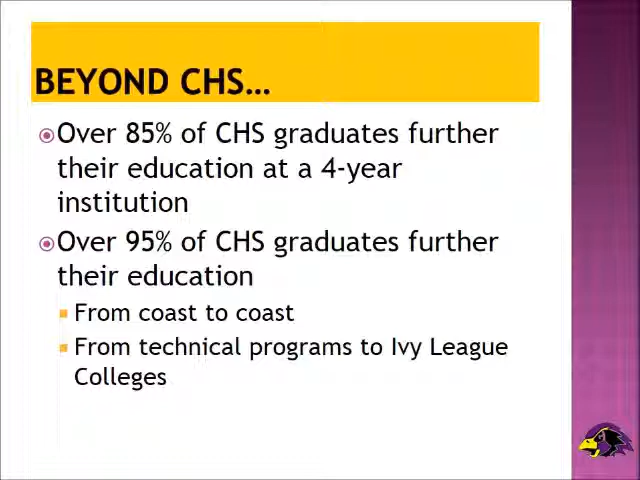 BEYOND CHS…
Over 85% of CHS graduates further
their education at a 4-year
institution
Over 95% of CHS graduates further
their education
From coast to coast
From technical programs to Ivy League
Colleges